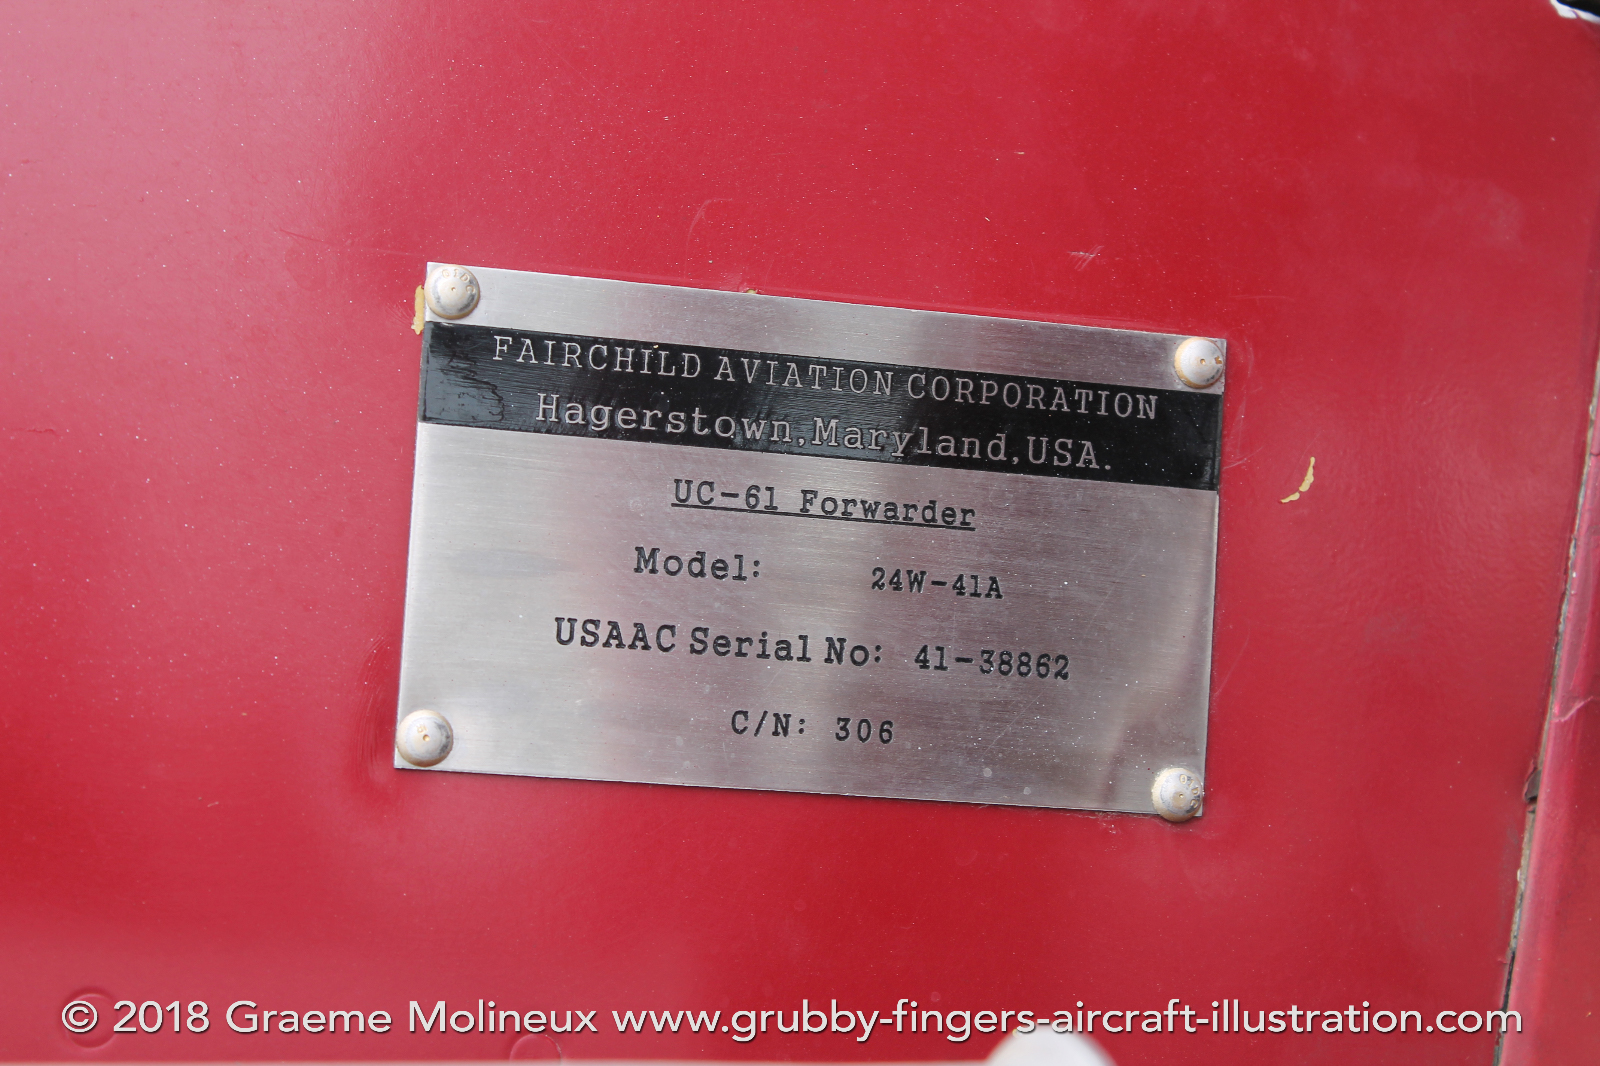 FAIRCHILD AVIATION CORPORATION
Hagerstown,Maryland,USA.
UC-61 Forwarder
Model: 24W-41A
USAAC Serial No: 41-38862
C/N: 306
© 2018 Graeme Molineux www.grubby-fingers-aircraft-illustration.com